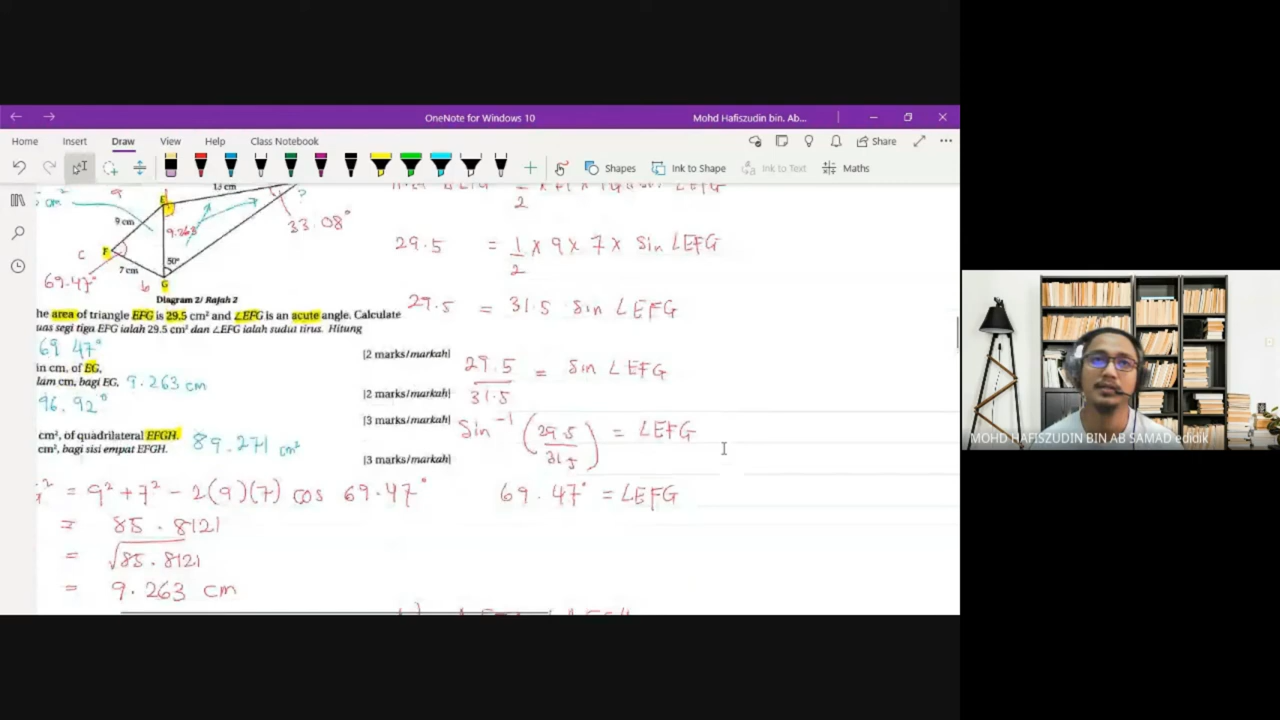 OneNote for Windows 10
Mohd Hafiszudin bin. Ab...
Home Insert Draw View Help Class Notebook
Share
Shapes Ink to Shape Ink to Text Maths
13 cm
cm²
9 cm
E
9.263
33.08°
?
F
C
7 cm
50°
69.47°
b
G
Diagram 2/ Rajah 2
he area of triangle EFG is 29.5 cm² and ∠EFG is an acute angle. Calculate
uas segi tiga EFG ialah 29.5 cm² dan ∠EFG ialah sudut tirus. Hitung
69.47°
[2 marks/markah]
in cm, of EG,
lam cm, bagi EG, 9.263 cm
[2 marks/markah]
96.92°
[3 marks/markah]
cm², of quadrilateral EFGH.
cm², bagi sisi empat EFGH. 89.271 cm²
[3 marks/markah]
= 9² + 7² - 2(9)(7) cos 69.47°
= 85.8121
= √85.8121
= 9.263 cm
29.5 = 1/2 × 9 × 7 × sin ∠EFG
29.5 = 31.5 sin ∠EFG
29.5/31.5 = sin ∠EFG
sin⁻¹ (29.5/31.5) = ∠EFG
69.47° = ∠EFG
MOHD HAFISZUDIN BIN AB SAMAD edidik